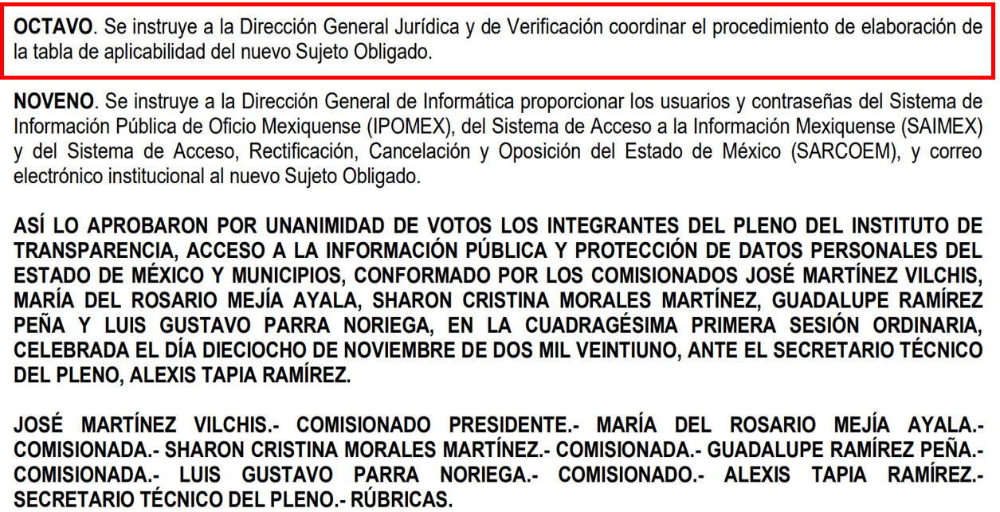 OCTAVO. Se instruye a la Dirección General Jurídica y de Verificación coordinar el procedimiento de elaboración de
la tabla de aplicabilidad del nuevo Sujeto Obligado.
NOVENO. Se instruye a la Dirección General de Informática proporcionar los usuarios y contraseñas del Sistema de
Información Pública de Oficio Mexiquense (IPOMEX), del Sistema de Acceso a la Información Mexiquense (SAIMEX)
y del Sistema de Acceso, Rectificación, Cancelación y Oposición del Estado de México (SARCOEM), y correo
electrónico institucional al nuevo Sujeto Obligado.
ASÍ LO APROBARON POR UNANIMIDAD DE VOTOS LOS INTEGRANTES DEL PLENO DEL INSTITUTO DE
TRANSPARENCIA, ACCESO A LA INFORMACIÓN PÚBLICA Y PROTECCIÓN DE DATOS PERSONALES DEL
ESTADO DE MÉXICO Y MUNICIPIOS, CONFORMADO POR LOS COMISIONADOS JOSÉ MARTÍNEZ VILCHIS,
MARÍA DEL ROSARIO MEJÍA AYALA, SHARON CRISTINA MORALES MARTÍNEZ, GUADALUPE RAMÍREZ
PEÑA Y LUIS GUSTAVO PARRA NORIEGA, EN LA CUADRAGÉSIMA PRIMERA SESIÓN ORDINARIA,
CELEBRADA EL DÍA DIECIOCHO DE NOVIEMBRE DE DOS MIL VEINTIUNO, ANTE EL SECRETARIO TÉCNICO
DEL PLENO, ALEXIS TAPIA RAMÍREZ.
JOSÉ MARTÍNEZ VILCHIS.- COMISIONADO PRESIDENTE.- MARÍA DEL ROSARIO MEJÍA AYALA.-
COMISIONADA.- SHARON CRISTINA MORALES MARTÍNEZ.- COMISIONADA.- GUADALUPE RAMÍREZ PEÑA.-
COMISIONADA.- LUIS GUSTAVO PARRA NORIEGA.- COMISIONADO.- ALEXIS TAPIA RAMÍREZ.-
SECRETARIO TÉCNICO DEL PLENO.- RÚBRICAS.